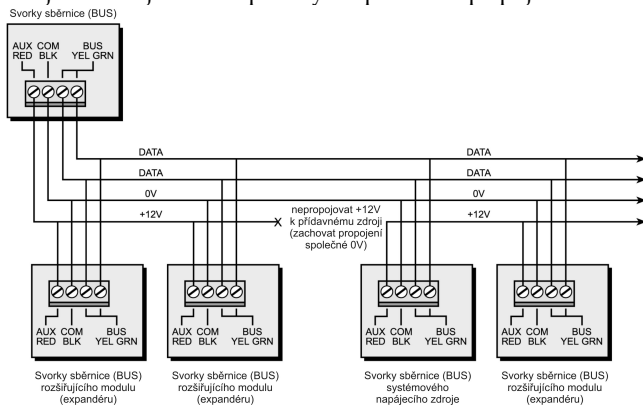 Svorky sběrnice (BUS)
AUX COM BUS
RED BLK YEL GRN
DATA DATA
DATA DATA
0V 0V
+12V +12V
X nepropojovat +12V
k přídavnému zdroji
(zachovat propojení
společné 0V)
AUX COM BUS
RED BLK YEL GRN
AUX COM BUS
RED BLK YEL GRN
AUX COM BUS
RED BLK YEL GRN
AUX COM BUS
RED BLK YEL GRN
Svorky sběrnice (BUS)
rozšiřujícího modulu
(expandéru)
Svorky sběrnice (BUS)
rozšiřujícího modulu
(expandéru)
Svorky sběrnice (BUS)
systémového
napájecího zdroje
Svorky sběrnice (BUS)
rozšiřujícího modulu
(expandéru)